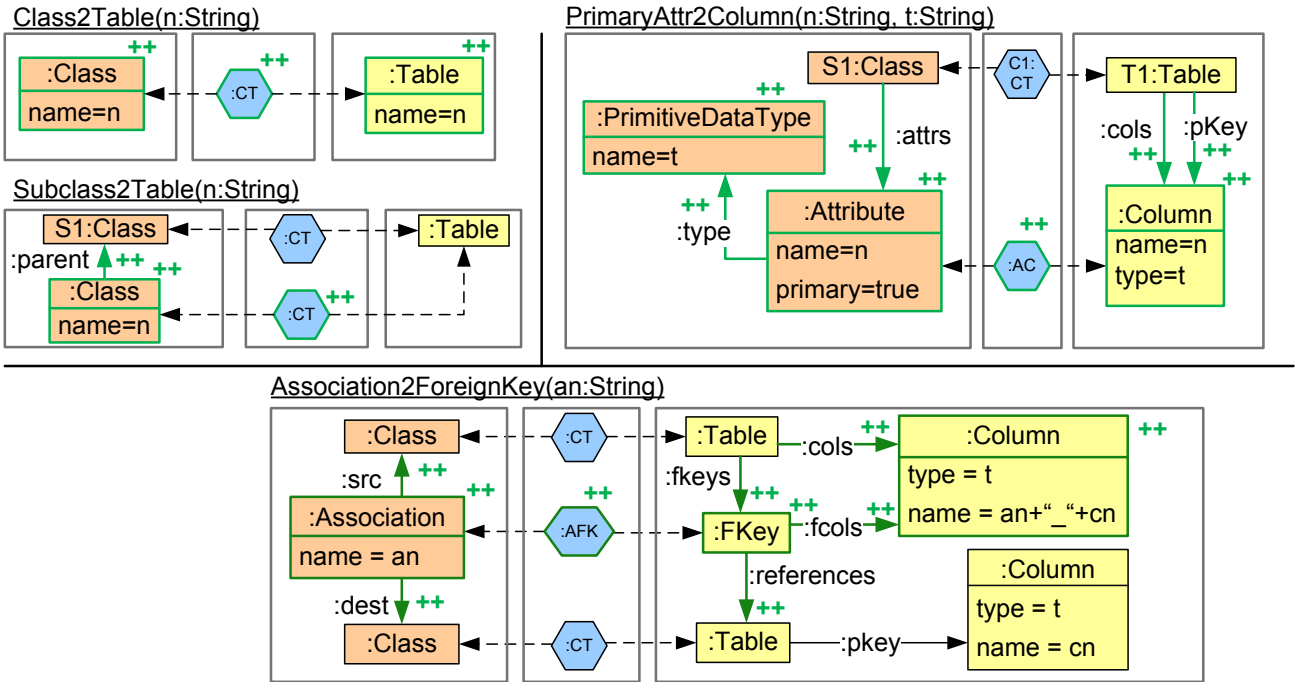 Class2Table(n:String)
++
++
++
:Class
name=n
:CT
:Table
name=n
Subclass2Table(n:String)
S1:Class
:CT
:Table
:parent
++
++
:Class
name=n
++
:CT
PrimaryAttr2Column(n:String, t:String)
S1:Class
C1:
CT
T1:Table
++
:PrimitiveDataType
name=t
:attrs
++
:cols
:pKey
++
++
++
++
++
:type
:Attribute
name=n
primary=true
++
:AC
:Column
name=n
type=t
Association2ForeignKey(an:String)
:Class
:CT
:Table
:cols
++
:Column
++
type = t
name = an+“_“+cn
:src
++
++
:Association
name = an
++
:AFK
:fkeys
++
++
:FKey
:fcols
++
:dest
++
:references
++
:Class
:CT
:Table
:pkey
:Column
type = t
name = cn